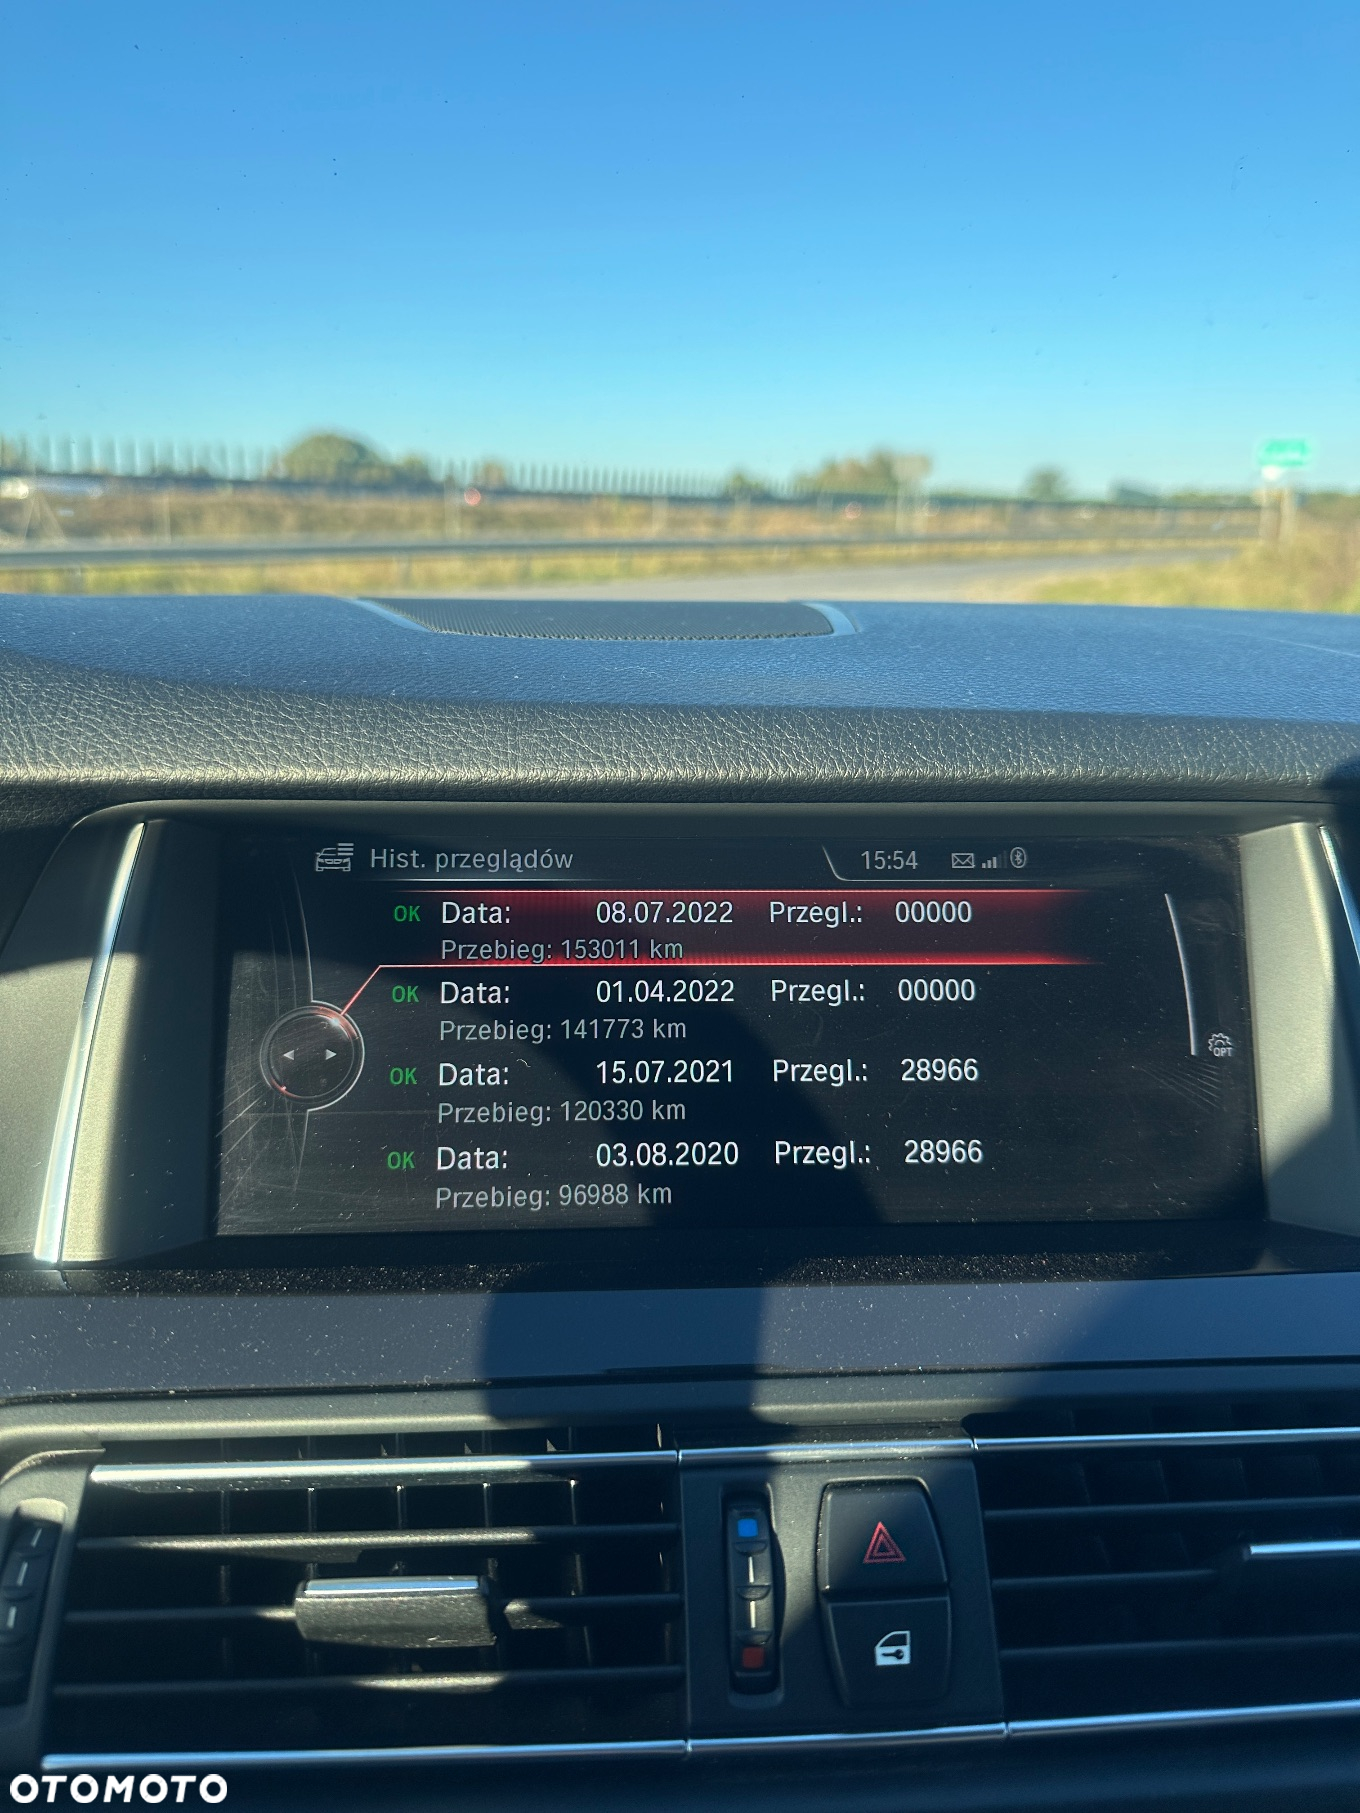 Hist. przeglądów 15:54
OK Data: 08.07.2022 Przegl.: 00000
Przebieg: 153011 km
OK Data: 01.04.2022 Przegl.: 00000
Przebieg: 141773 km
OK Data: 15.07.2021 Przegl.: 28966
Przebieg: 120330 km
OK Data: 03.08.2020 Przegl.: 28966
Przebieg: 96988 km
OPT
OTOMOTO